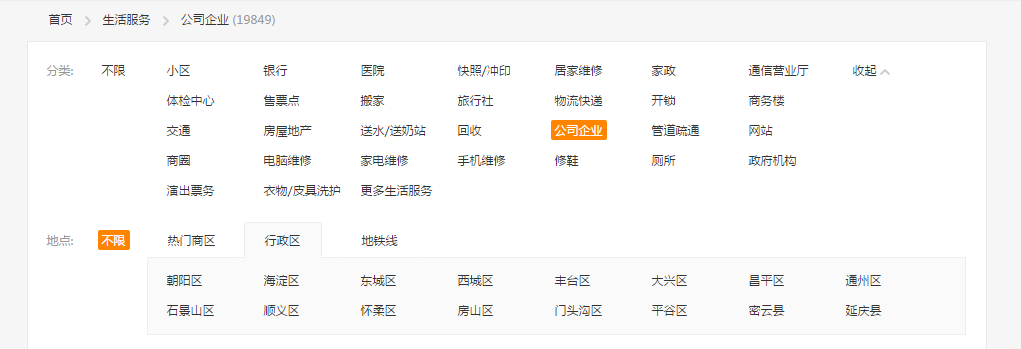 首页 > 生活服务 > 公司企业 (19849)
分类: 不限 小区 银行 医院 快照/冲印 居家维修 家政 通信营业厅 收起
体检中心 售票点 搬家 旅行社 物流快递 开锁 商务楼
交通 房屋地产 送水/送奶站 回收 公司企业 管道疏通 网站
商圈 电脑维修 家电维修 手机维修 修鞋 厕所 政府机构
演出票务 衣物/皮具洗护 更多生活服务
地点: 不限 热门商区 行政区 地铁线
朝阳区 海淀区 东城区 西城区 丰台区 大兴区 昌平区 通州区
石景山区 顺义区 怀柔区 房山区 门头沟区 平谷区 密云县 延庆县